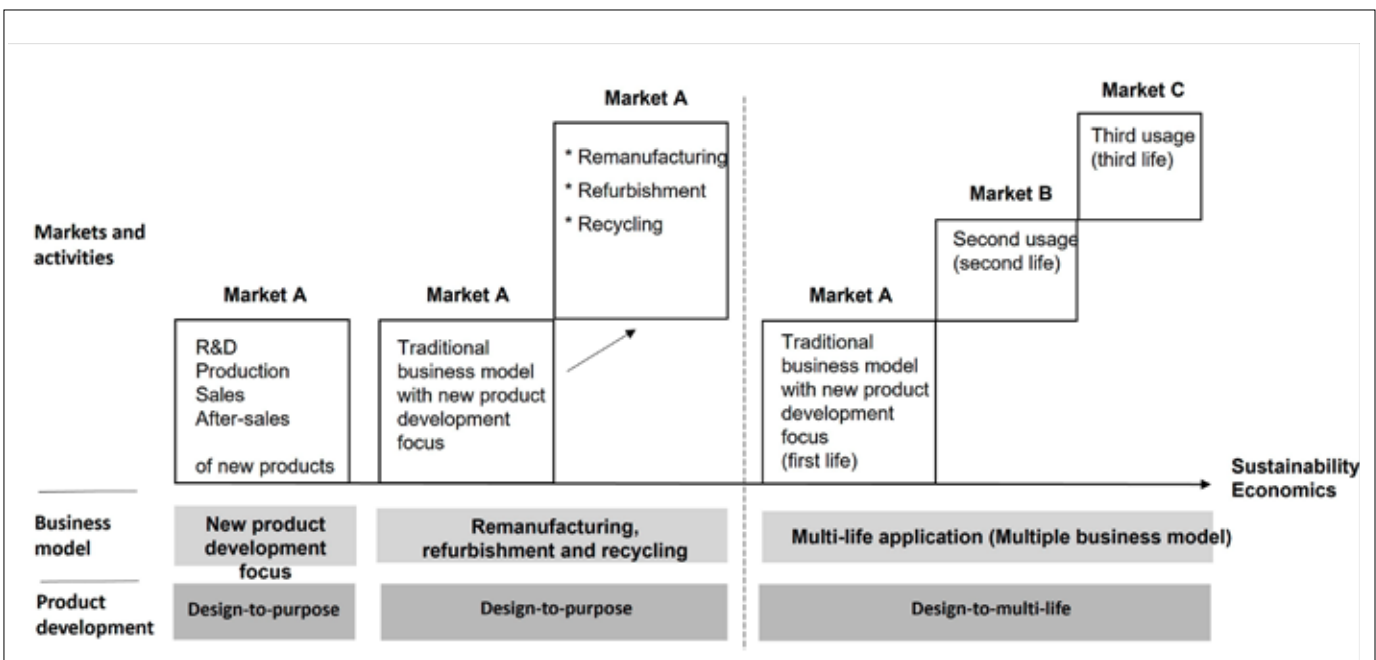 Market C
Market A
Third usage
(third life)
* Remanufacturing
* Refurbishment
* Recycling
Market B
Markets and
activities
Second usage
(second life)
Market A
Market A
Market A
R&D
Production
Sales
After-sales
of new products
Traditional
business model
with new product
development
focus
Traditional
business model
with new product
development
focus
(first life)
Sustainability
Economics
Business
model
New product
development
focus
Remanufacturing,
refurbishment and recycling
Multi-life application (Multiple business model)
Product
development
Design-to-purpose
Design-to-purpose
Design-to-multi-life